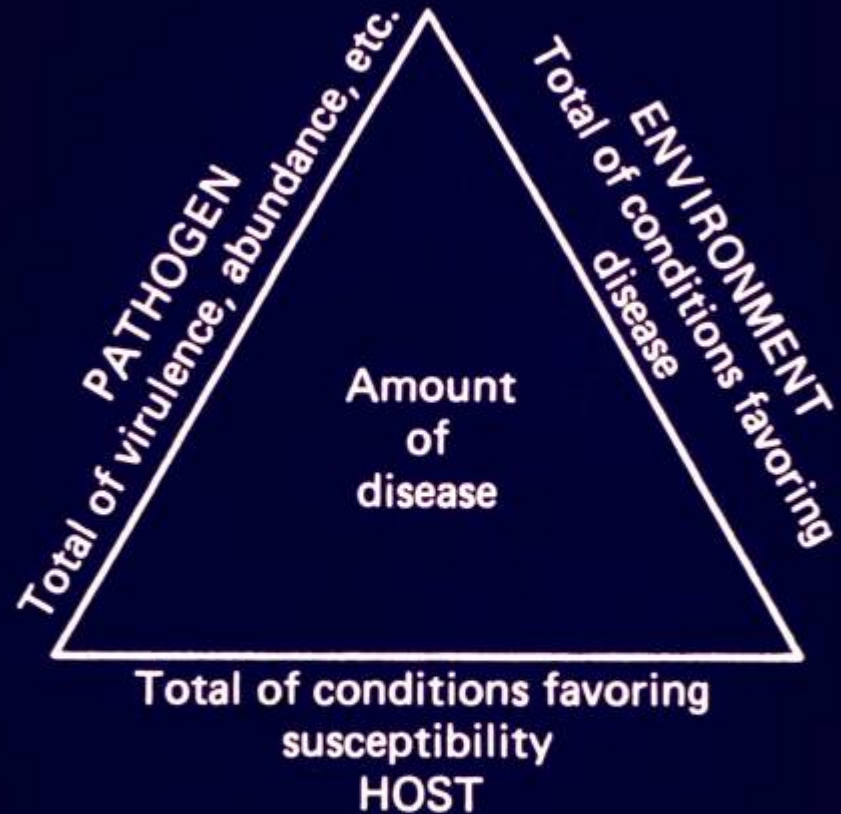 PATHOGEN
Total of virulence, abundance, etc.
ENVIRONMENT
Total of conditions favoring
disease
Amount
of
disease
Total of conditions favoring
susceptibility
HOST